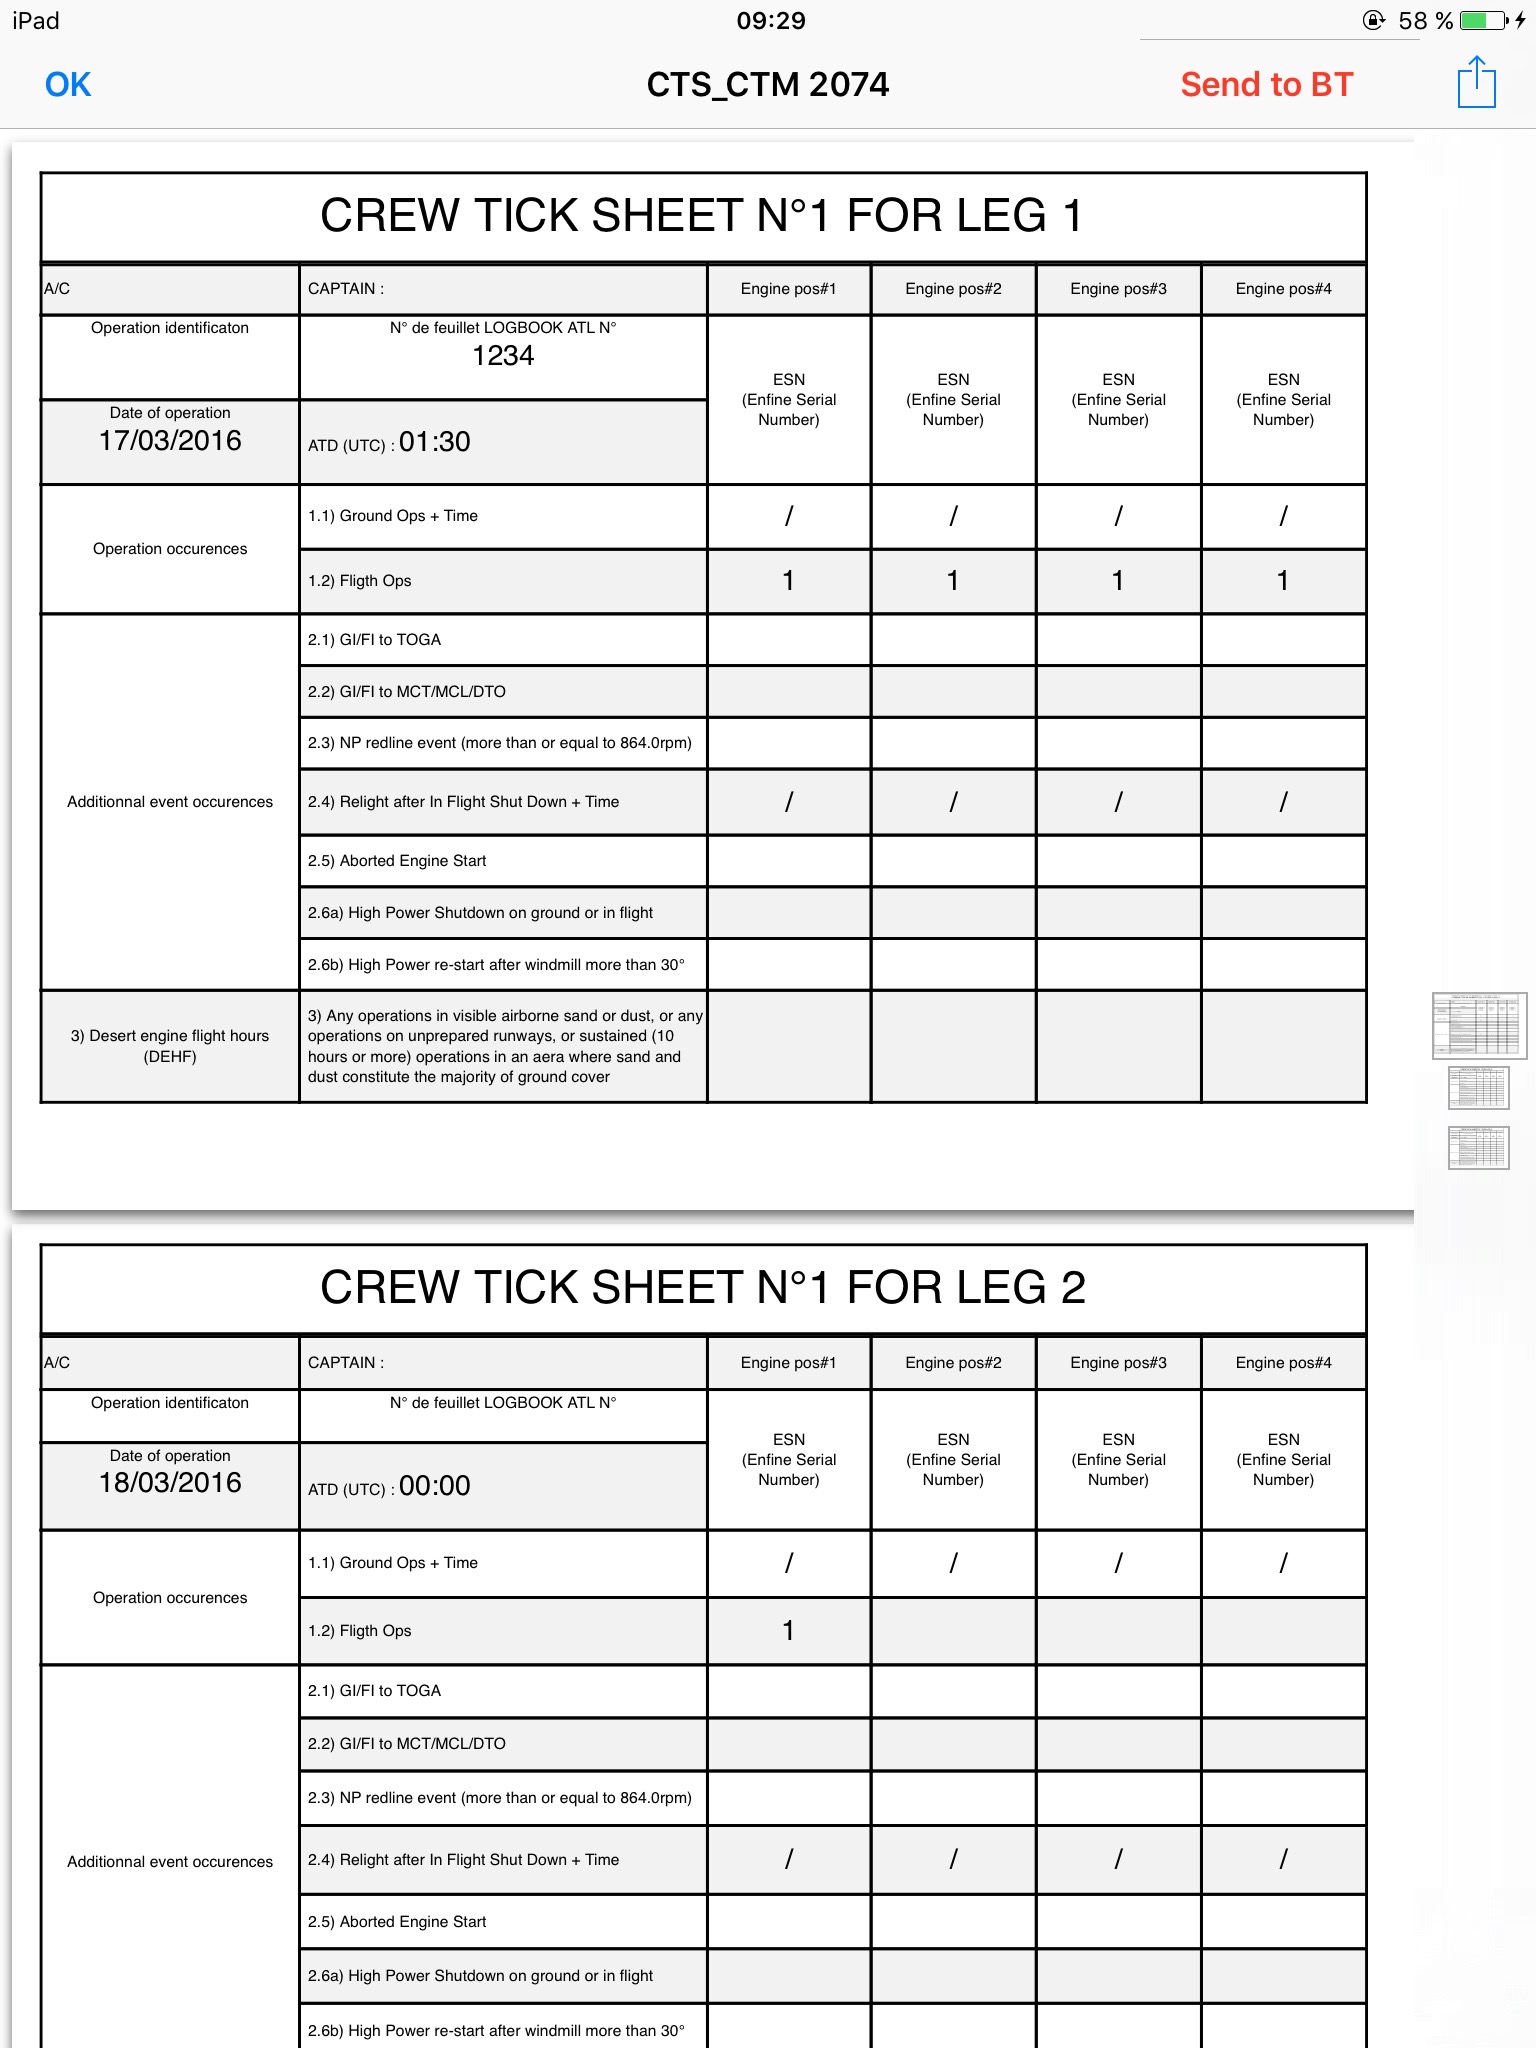 iPad 09:29 58 %
OK CTS_CTM 2074 Send to BT
CREW TICK SHEET N°1 FOR LEG 1
A/C CAPTAIN : Engine pos#1 Engine pos#2 Engine pos#3 Engine pos#4
Operation identificaton
N° de feuillet LOGBOOK ATL N°
1234
ESN
(Enfine Serial
Number)
ESN
(Enfine Serial
Number)
ESN
(Enfine Serial
Number)
ESN
(Enfine Serial
Number)
Date of operation
17/03/2016
ATD (UTC) : 01:30
Operation occurences
1.1) Ground Ops + Time / / / /
1.2) Fligth Ops 1 1 1 1
Additionnal event occurences
2.1) GI/FI to TOGA
2.2) GI/FI to MCT/MCL/DTO
2.3) NP redline event (more than or equal to 864.0rpm)
2.4) Relight after In Flight Shut Down + Time / / / /
2.5) Aborted Engine Start
2.6a) High Power Shutdown on ground or in flight
2.6b) High Power re-start after windmill more than 30°
3) Desert engine flight hours
(DEHF)
3) Any operations in visible airborne sand or dust, or any
operations on unprepared runways, or sustained (10
hours or more) operations in an aera where sand and
dust constitute the majority of ground cover
CREW TICK SHEET N°1 FOR LEG 2
A/C CAPTAIN : Engine pos#1 Engine pos#2 Engine pos#3 Engine pos#4
Operation identificaton
N° de feuillet LOGBOOK ATL N°
ESN
(Enfine Serial
Number)
ESN
(Enfine Serial
Number)
ESN
(Enfine Serial
Number)
ESN
(Enfine Serial
Number)
Date of operation
18/03/2016
ATD (UTC) : 00:00
Operation occurences
1.1) Ground Ops + Time / / / /
1.2) Fligth Ops 1
Additionnal event occurences
2.1) GI/FI to TOGA
2.2) GI/FI to MCT/MCL/DTO
2.3) NP redline event (more than or equal to 864.0rpm)
2.4) Relight after In Flight Shut Down + Time / / / /
2.5) Aborted Engine Start
2.6a) High Power Shutdown on ground or in flight
2.6b) High Power re-start after windmill more than 30°